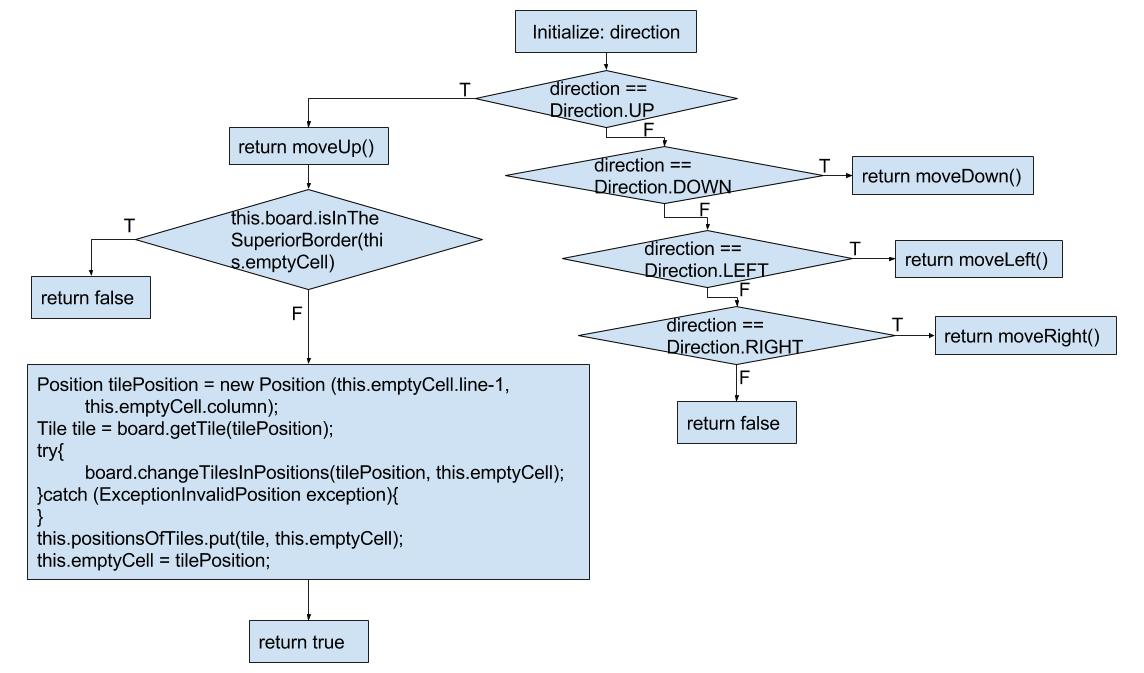 Initialize: direction
T
direction ==
Direction.UP
F
return moveUp()
direction ==
Direction.DOWN
T
return moveDown()
F
T
this.board.isInThe
SuperiorBorder(thi
s.emptyCell)
direction ==
Direction.LEFT
T
return moveLeft()
F
return false
F
direction ==
Direction.RIGHT
T
return moveRight()
F
return false
Position tilePosition = new Position (this.emptyCell.line-1,
this.emptyCell.column);
Tile tile = board.getTile(tilePosition);
try{
board.changeTilesInPositions(tilePosition, this.emptyCell);
}catch (ExceptionInvalidPosition exception){
}
this.positionsOfTiles.put(tile, this.emptyCell);
this.emptyCell = tilePosition;
return true